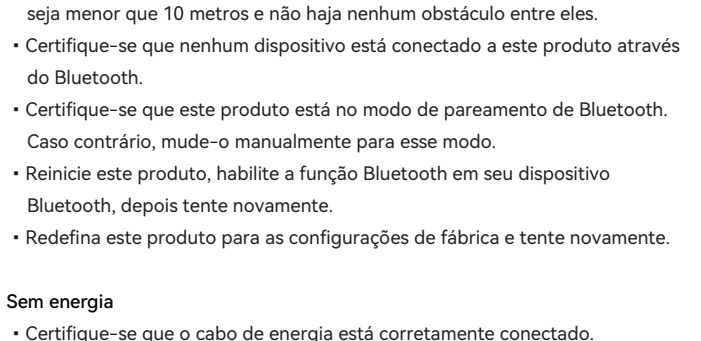 seja menor que 10 metros e não haja nenhum obstáculo entre eles.
• Certifique-se que nenhum dispositivo está conectado a este produto através
do Bluetooth.
• Certifique-se que este produto está no modo de pareamento de Bluetooth.
Caso contrário, mude-o manualmente para esse modo.
• Reinicie este produto, habilite a função Bluetooth em seu dispositivo
Bluetooth, depois tente novamente.
• Redefina este produto para as configurações de fábrica e tente novamente.
Sem energia
• Certifique-se que o cabo de energia está corretamente conectado.